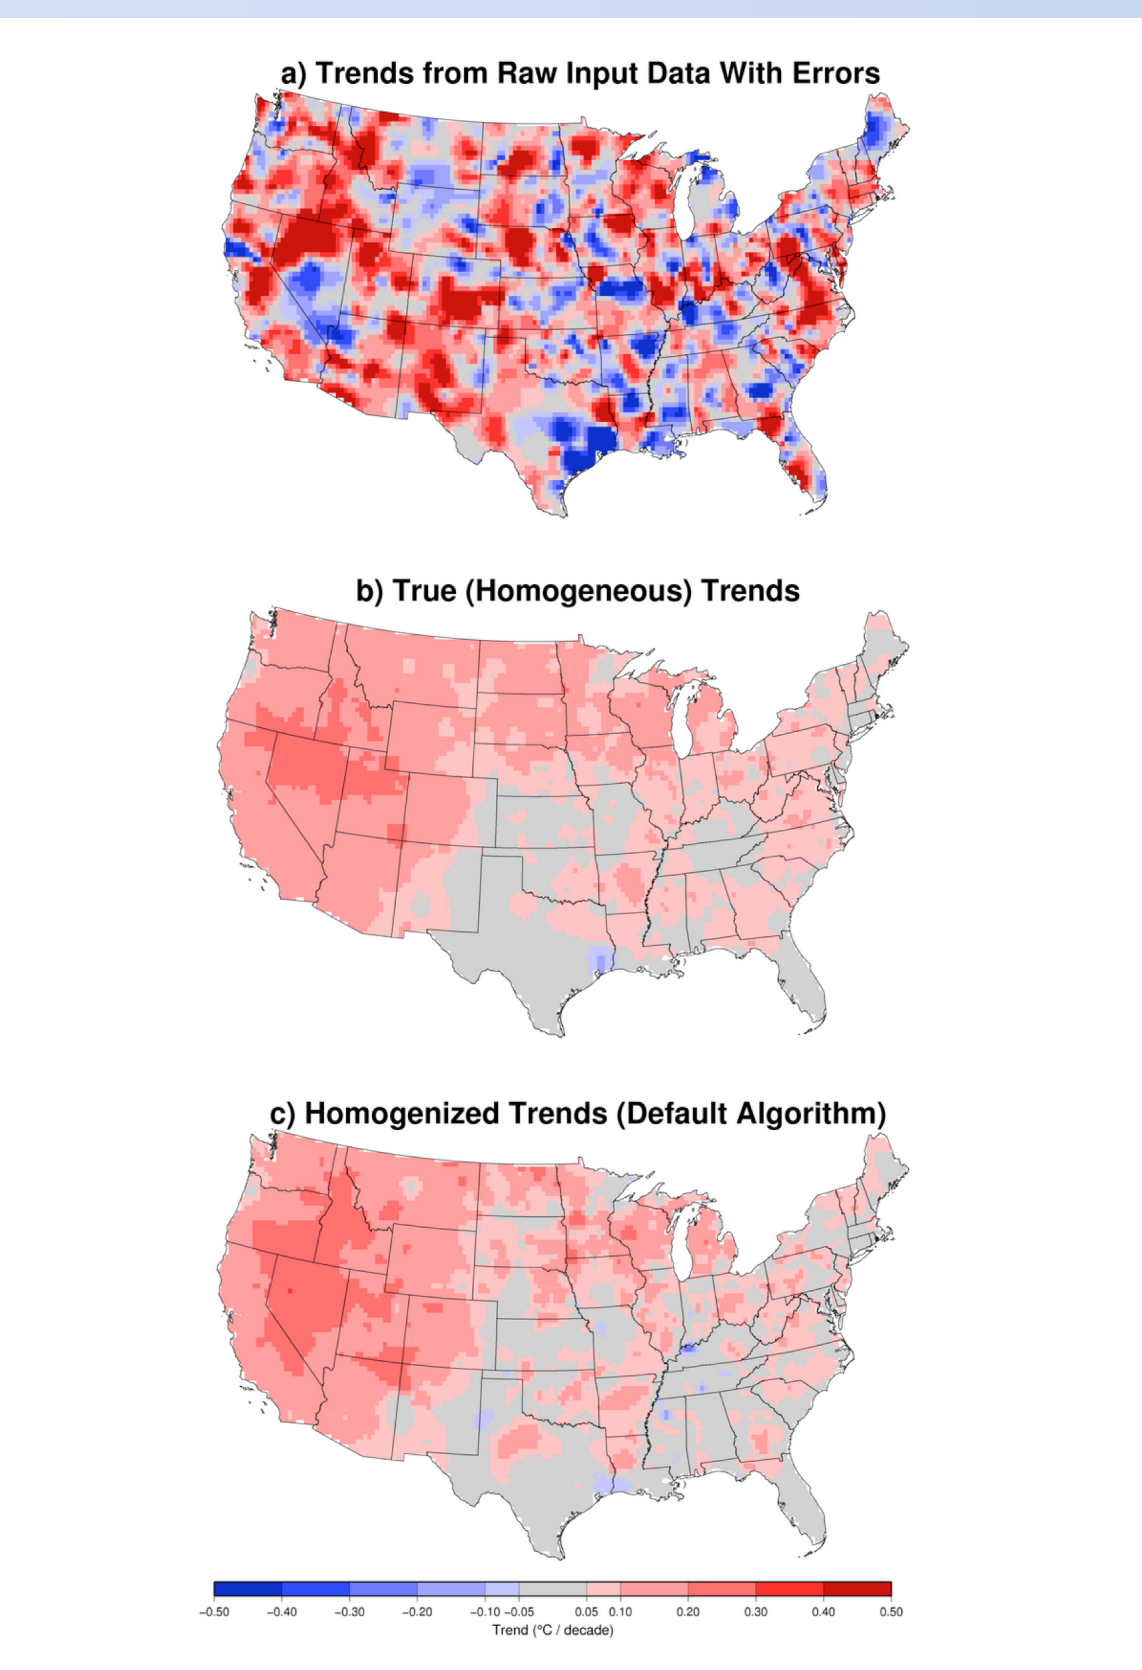 a) Trends from Raw Input Data With Errors
b) True (Homogeneous) Trends
c) Homogenized Trends (Default Algorithm)
−0.50 −0.40 −0.30 −0.20 −0.10 −0.05 0.05 0.10 0.20 0.30 0.40 0.50
Trend (°C / decade)